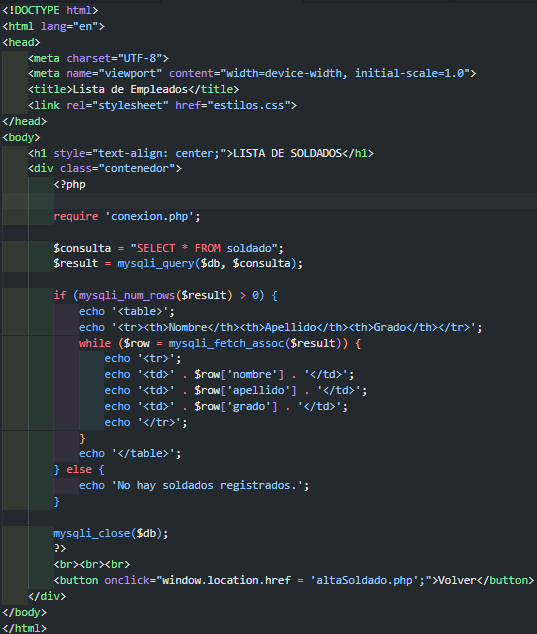 <!DOCTYPE html>
<html lang="en">
<head>
    <meta charset="UTF-8">
    <meta name="viewport" content="width=device-width, initial-scale=1.0">
    <title>Lista de Empleados</title>
    <link rel="stylesheet" href="estilos.css">
</head>
<body>
    <h1 style="text-align: center;">LISTA DE SOLDADOS</h1>
    <div class="contenedor">
        <?php

        require 'conexion.php';

        $consulta = "SELECT * FROM soldado";
        $result = mysqli_query($db, $consulta);

        if (mysqli_num_rows($result) > 0) {
            echo '<table>';
            echo '<tr><th>Nombre</th><th>Apellido</th><th>Grado</th></tr>';
            while ($row = mysqli_fetch_assoc($result)) {
                echo '<tr>';
                echo '<td>' . $row['nombre'] . '</td>';
                echo '<td>' . $row['apellido'] . '</td>';
                echo '<td>' . $row['grado'] . '</td>';
                echo '</tr>';
            }
            echo '</table>';
        } else {
            echo 'No hay soldados registrados.';
        }

        mysqli_close($db);
        ?>
        <br><br><br>
        <button onclick="window.location.href = 'altaSoldado.php';">Volver</button>
    </div>
</body>
</html>